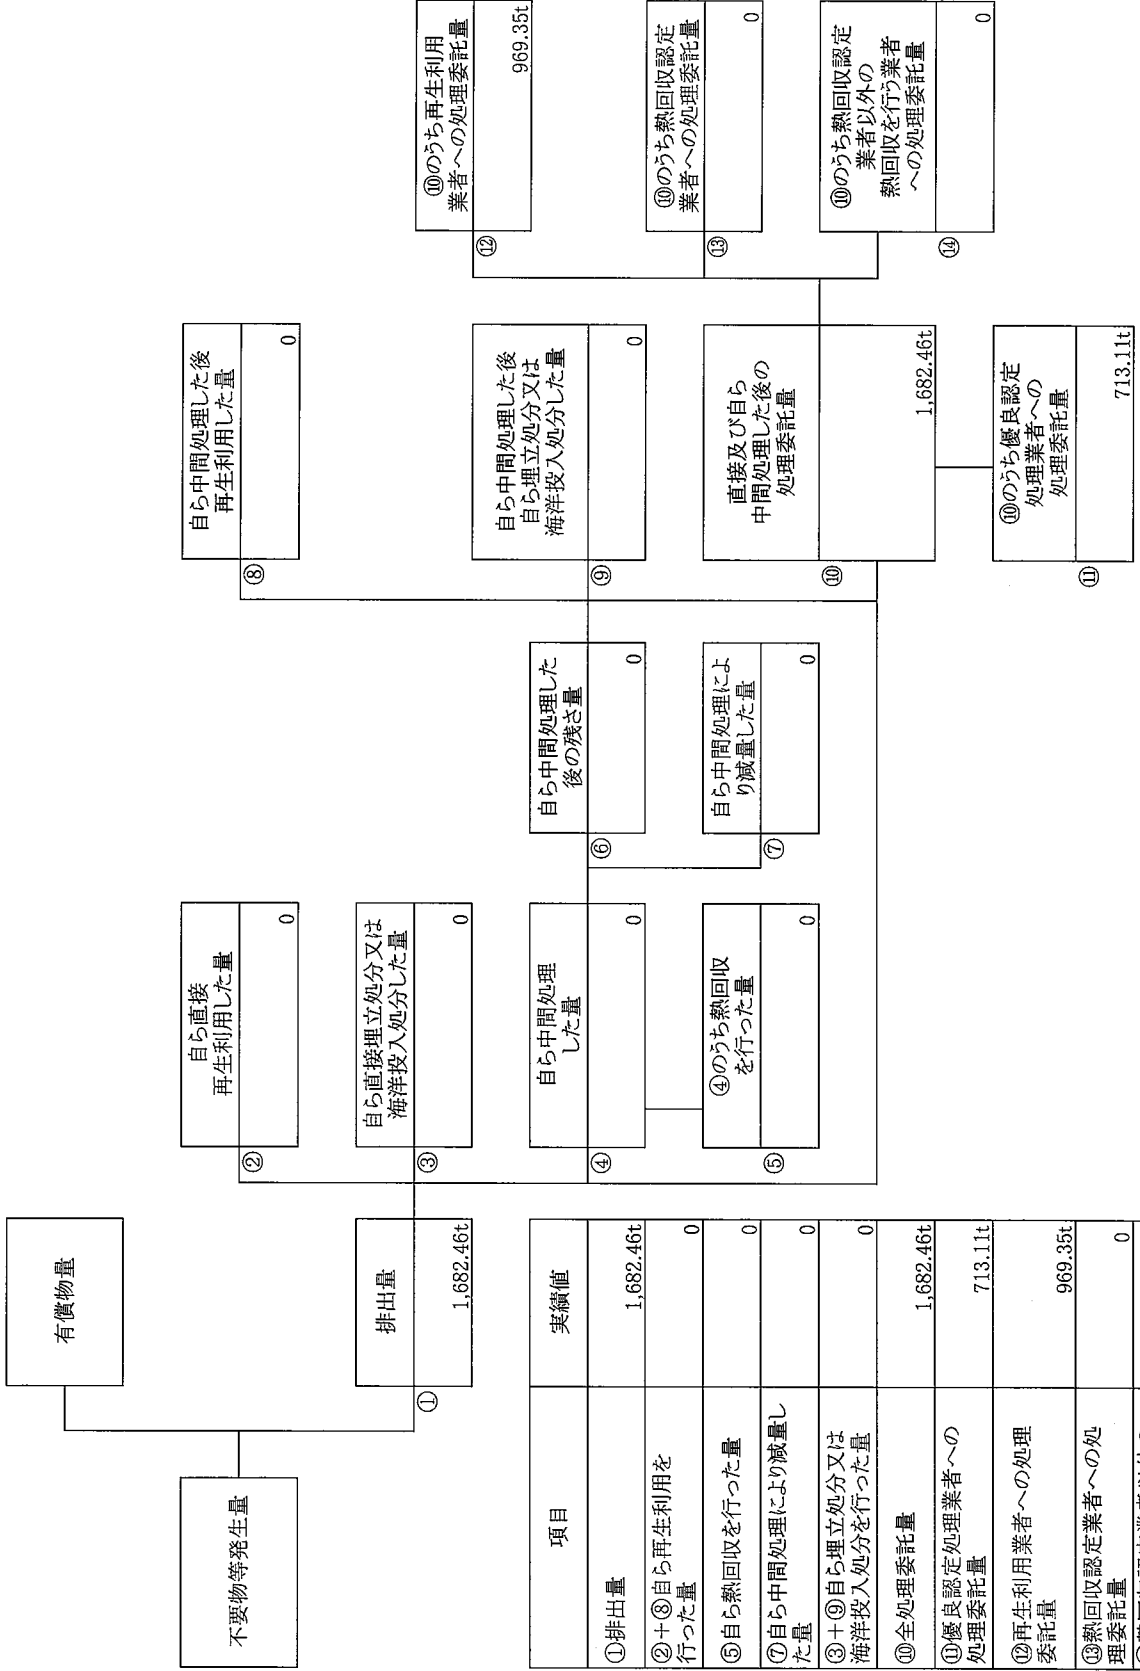 不要物等発生量
有償物量
①
排出量
1,682.46t
②
自ら直接
再生利用した量
0
③
自ら直接埋立処分又は
海洋投入処分した量
0
④
自ら中間処理
した量
0
⑤
④のうち熱回収
を行った量
0
⑥
自ら中間処理した
後の残さ量
0
⑦
自ら中間処理によ
り減量した量
0
⑧
自ら中間処理した後
再生利用した量
0
⑨
自ら中間処理した後
自ら埋立処分又は
海洋投入処分した量
0
⑩
直接及び自ら
中間処理した後の
処理委託量
1,682.46t
⑪
⑩のうち優良認定
処理業者への
処理委託量
713.11t
⑫
⑩のうち再生利用
業者への処理委託量
969.35t
⑬
⑩のうち熱回収認定
業者への処理委託量
0
⑭
⑩のうち熱回収認定
業者以外の
熱回収を行う業者
への処理委託量
0
項目 実績値
①排出量 1,682.46t
②+⑧自ら再生利用を
行った量 0
⑤自ら熱回収を行った量 0
⑦自ら中間処理により減量し
た量 0
③+⑨自ら埋立処分又は
海洋投入処分を行った量 0
⑩全処理委託量 1,682.46t
⑪優良認定処理業者への
処理委託量 713.11t
⑫再生利用業者への処理
委託量 969.35t
⑬熱回収認定業者への処
理委託量 0